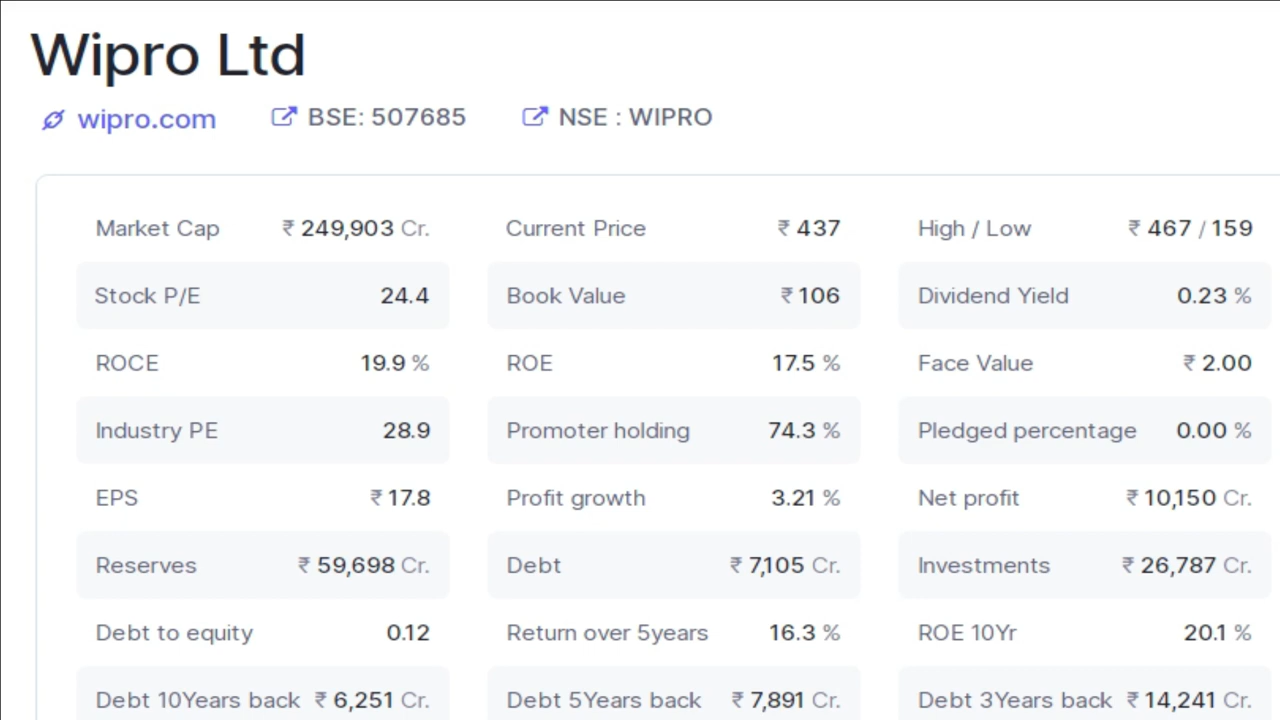 Wipro Ltd
wipro.com BSE: 507685 NSE : WIPRO
Market Cap ₹ 249,903 Cr. Current Price ₹ 437 High / Low ₹ 467 / 159
Stock P/E 24.4 Book Value ₹ 106 Dividend Yield 0.23 %
ROCE 19.9 % ROE 17.5 % Face Value ₹ 2.00
Industry PE 28.9 Promoter holding 74.3 % Pledged percentage 0.00 %
EPS ₹ 17.8 Profit growth 3.21 % Net profit ₹ 10,150 Cr.
Reserves ₹ 59,698 Cr. Debt ₹ 7,105 Cr. Investments ₹ 26,787 Cr.
Debt to equity 0.12 Return over 5years 16.3 % ROE 10Yr 20.1 %
Debt 10Years back ₹ 6,251 Cr. Debt 5Years back ₹ 7,891 Cr. Debt 3Years back ₹ 14,241 Cr.